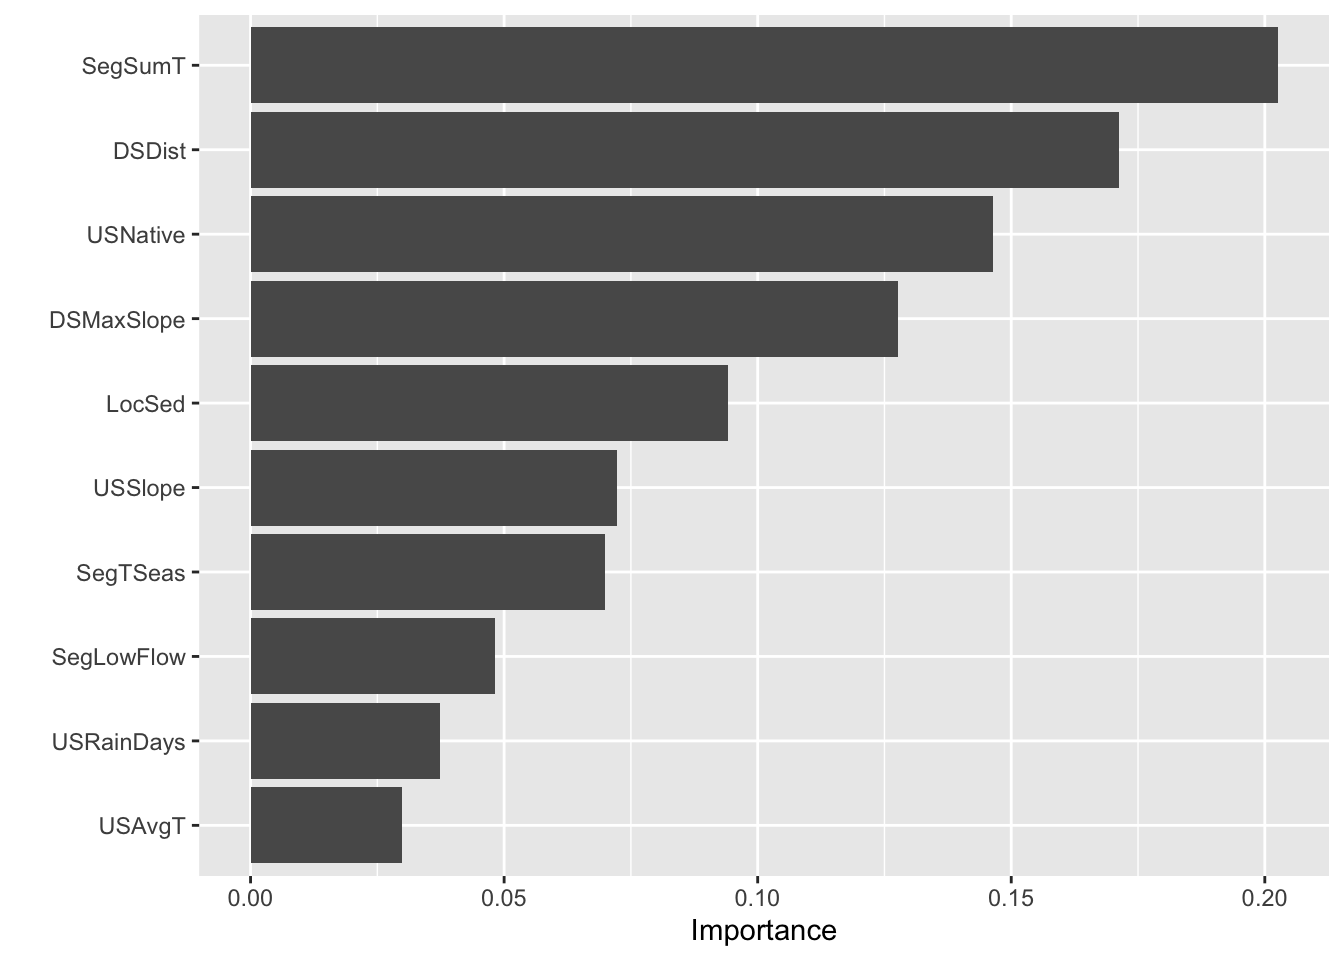 SegSumT
DSDist
USNative
DSMaxSlope
LocSed
USSlope
SegTSeas
SegLowFlow
USRainDays
USAvgT
0.00 0.05 0.10 0.15 0.20
Importance